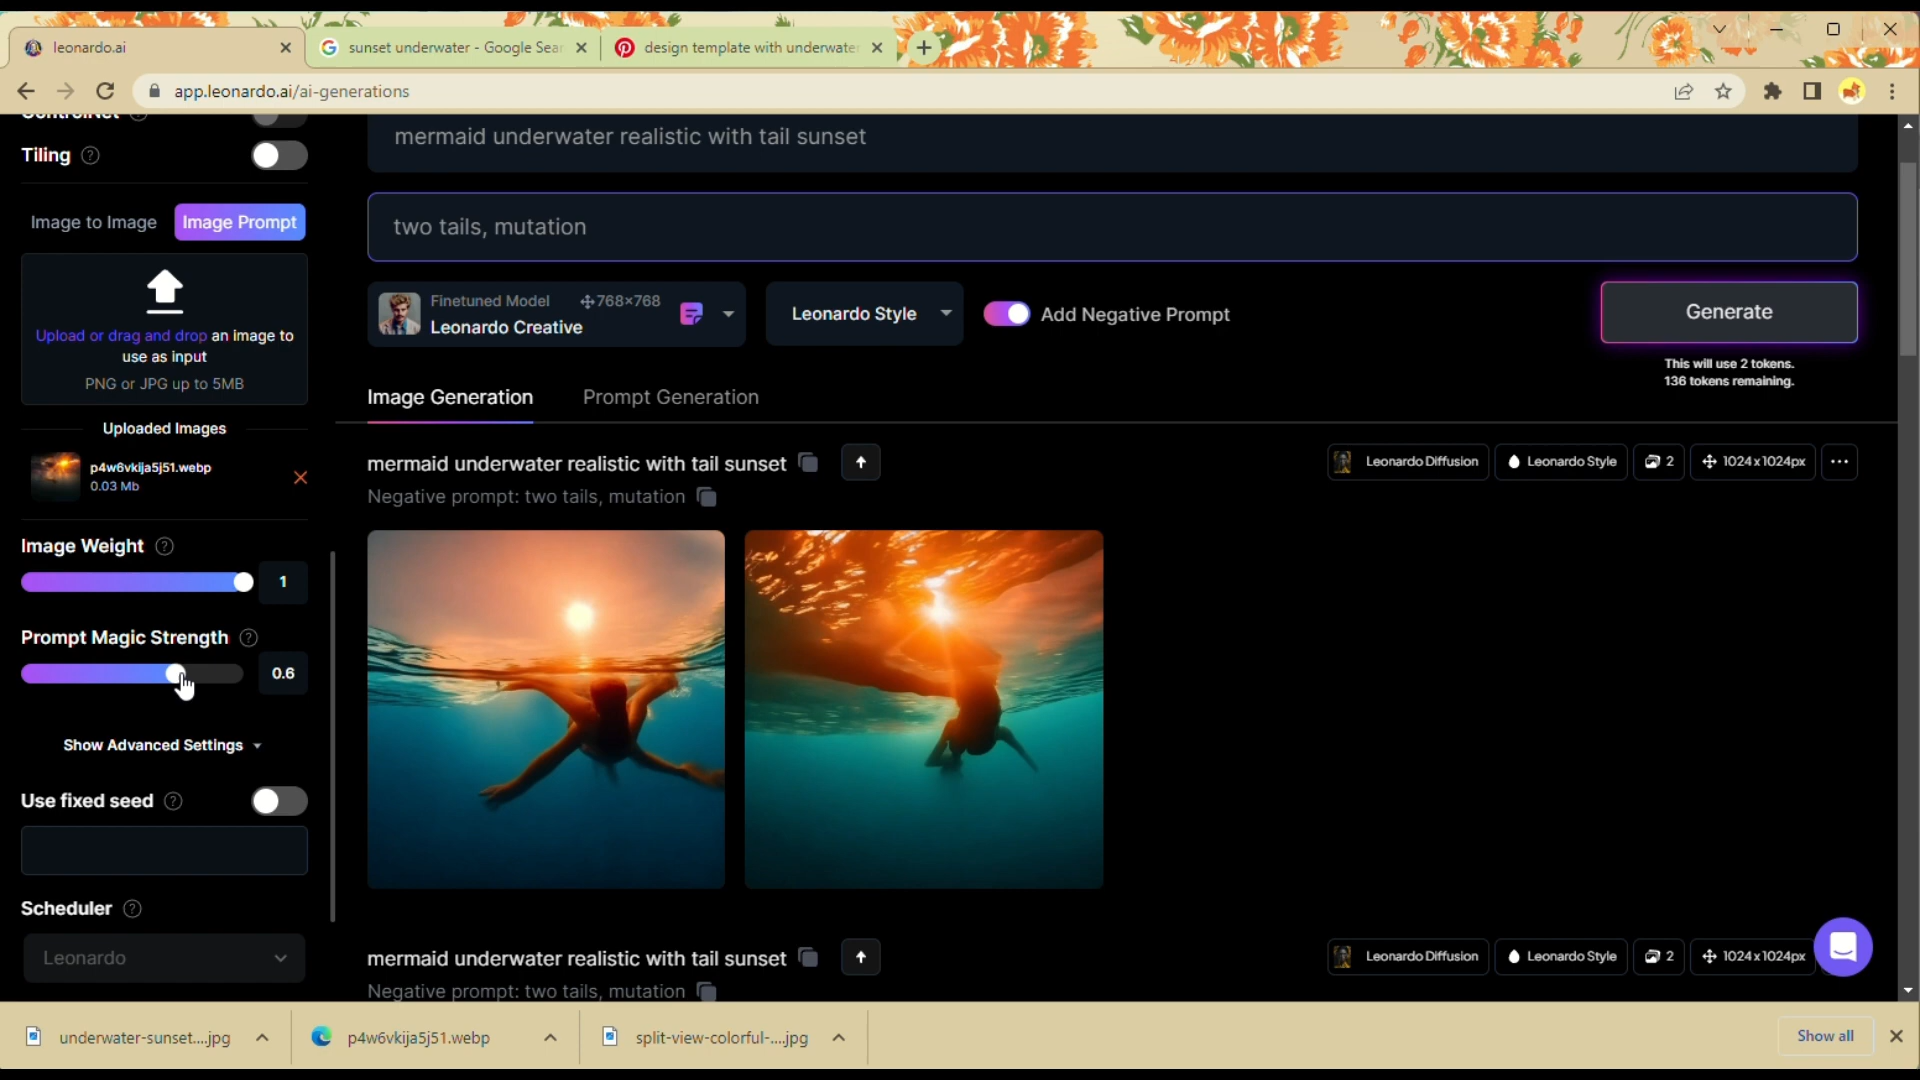 leonardo.ai
sunset underwater - Google Sear
design template with underwater
app.leonardo.ai/ai-generations
ControlNet
Tiling
Image to Image
Image Prompt
Upload or drag and drop an image to
use as input
PNG or JPG up to 5MB
Uploaded Images
p4w6vkija5j51.webp
0.03 Mb
Image Weight
1
Prompt Magic Strength
0.6
Show Advanced Settings
Use fixed seed
Scheduler
Leonardo
mermaid underwater realistic with tail sunset
two tails, mutation
Finetuned Model
768×768
Leonardo Creative
Leonardo Style
Add Negative Prompt
Generate
This will use 2 tokens.
136 tokens remaining.
Image Generation
Prompt Generation
mermaid underwater realistic with tail sunset
Negative prompt: two tails, mutation
Leonardo Diffusion
Leonardo Style
2
1024x1024px
mermaid underwater realistic with tail sunset
Negative prompt: two tails, mutation
Leonardo Diffusion
Leonardo Style
2
1024x1024px
underwater-sunset....jpg
p4w6vkija5j51.webp
split-view-colorful-....jpg
Show all